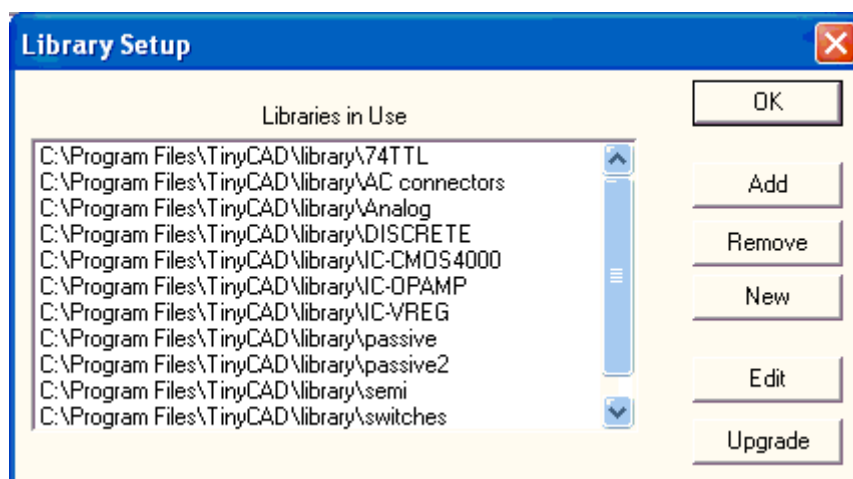 Library Setup
Libraries in Use
C:\Program Files\TinyCAD\library\74TTL
C:\Program Files\TinyCAD\library\AC connectors
C:\Program Files\TinyCAD\library\Analog
C:\Program Files\TinyCAD\library\DISCRETE
C:\Program Files\TinyCAD\library\IC-CMOS4000
C:\Program Files\TinyCAD\library\IC-OPAMP
C:\Program Files\TinyCAD\library\IC-VREG
C:\Program Files\TinyCAD\library\passive
C:\Program Files\TinyCAD\library\passive2
C:\Program Files\TinyCAD\library\semi
C:\Program Files\TinyCAD\library\switches
OK
Add
Remove
New
Edit
Upgrade